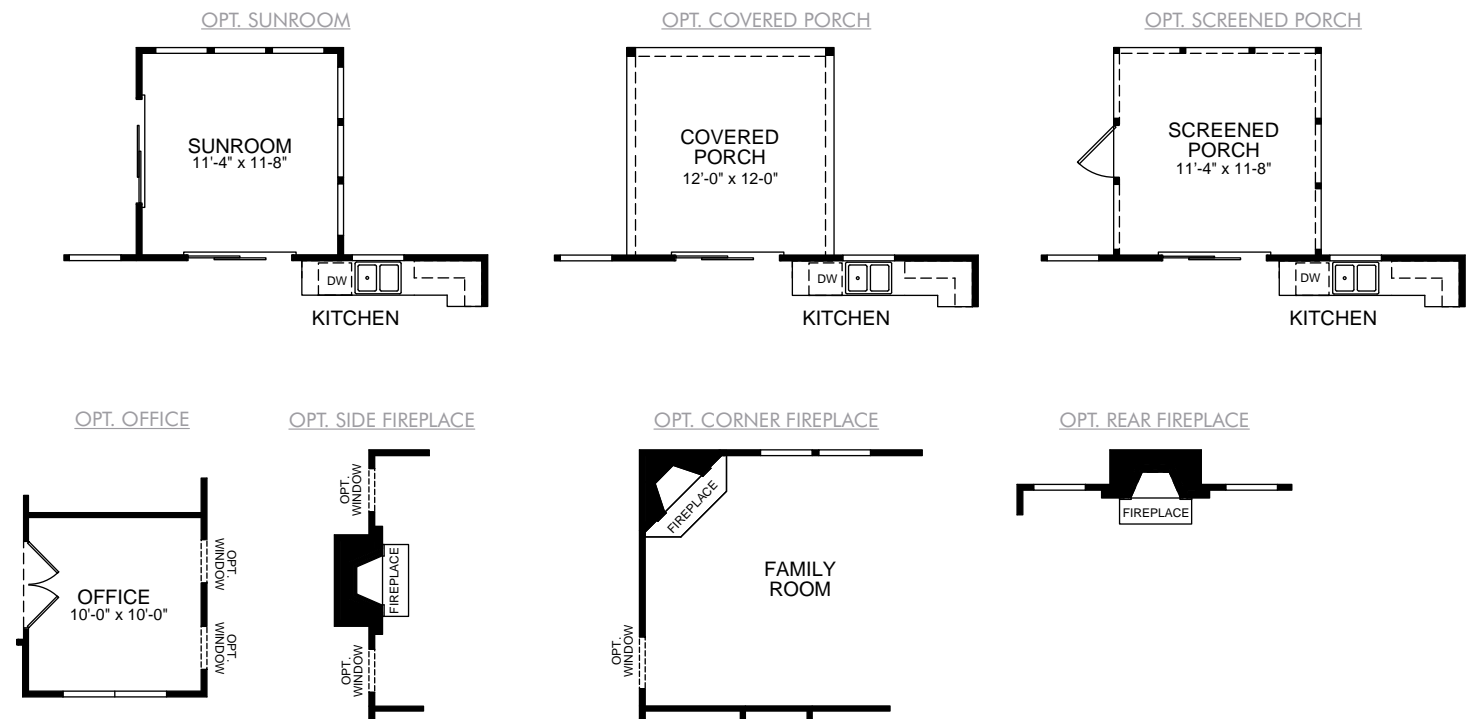 OPT. SUNROOM
SUNROOM
11'-4" x 11-8"
DW
KITCHEN
OPT. COVERED PORCH
COVERED
PORCH
12'-0" x 12-0"
DW
KITCHEN
OPT. SCREENED PORCH
SCREENED
PORCH
11'-4" x 11-8"
DW
KITCHEN
OPT. OFFICE
OFFICE
10'-0" x 10'-0"
OPT.
WINDOW
OPT.
WINDOW
OPT. SIDE FIREPLACE
OPT.
WINDOW
FIREPLACE
OPT.
WINDOW
OPT. CORNER FIREPLACE
FIREPLACE
FAMILY
ROOM
OPT.
WINDOW
OPT. REAR FIREPLACE
FIREPLACE